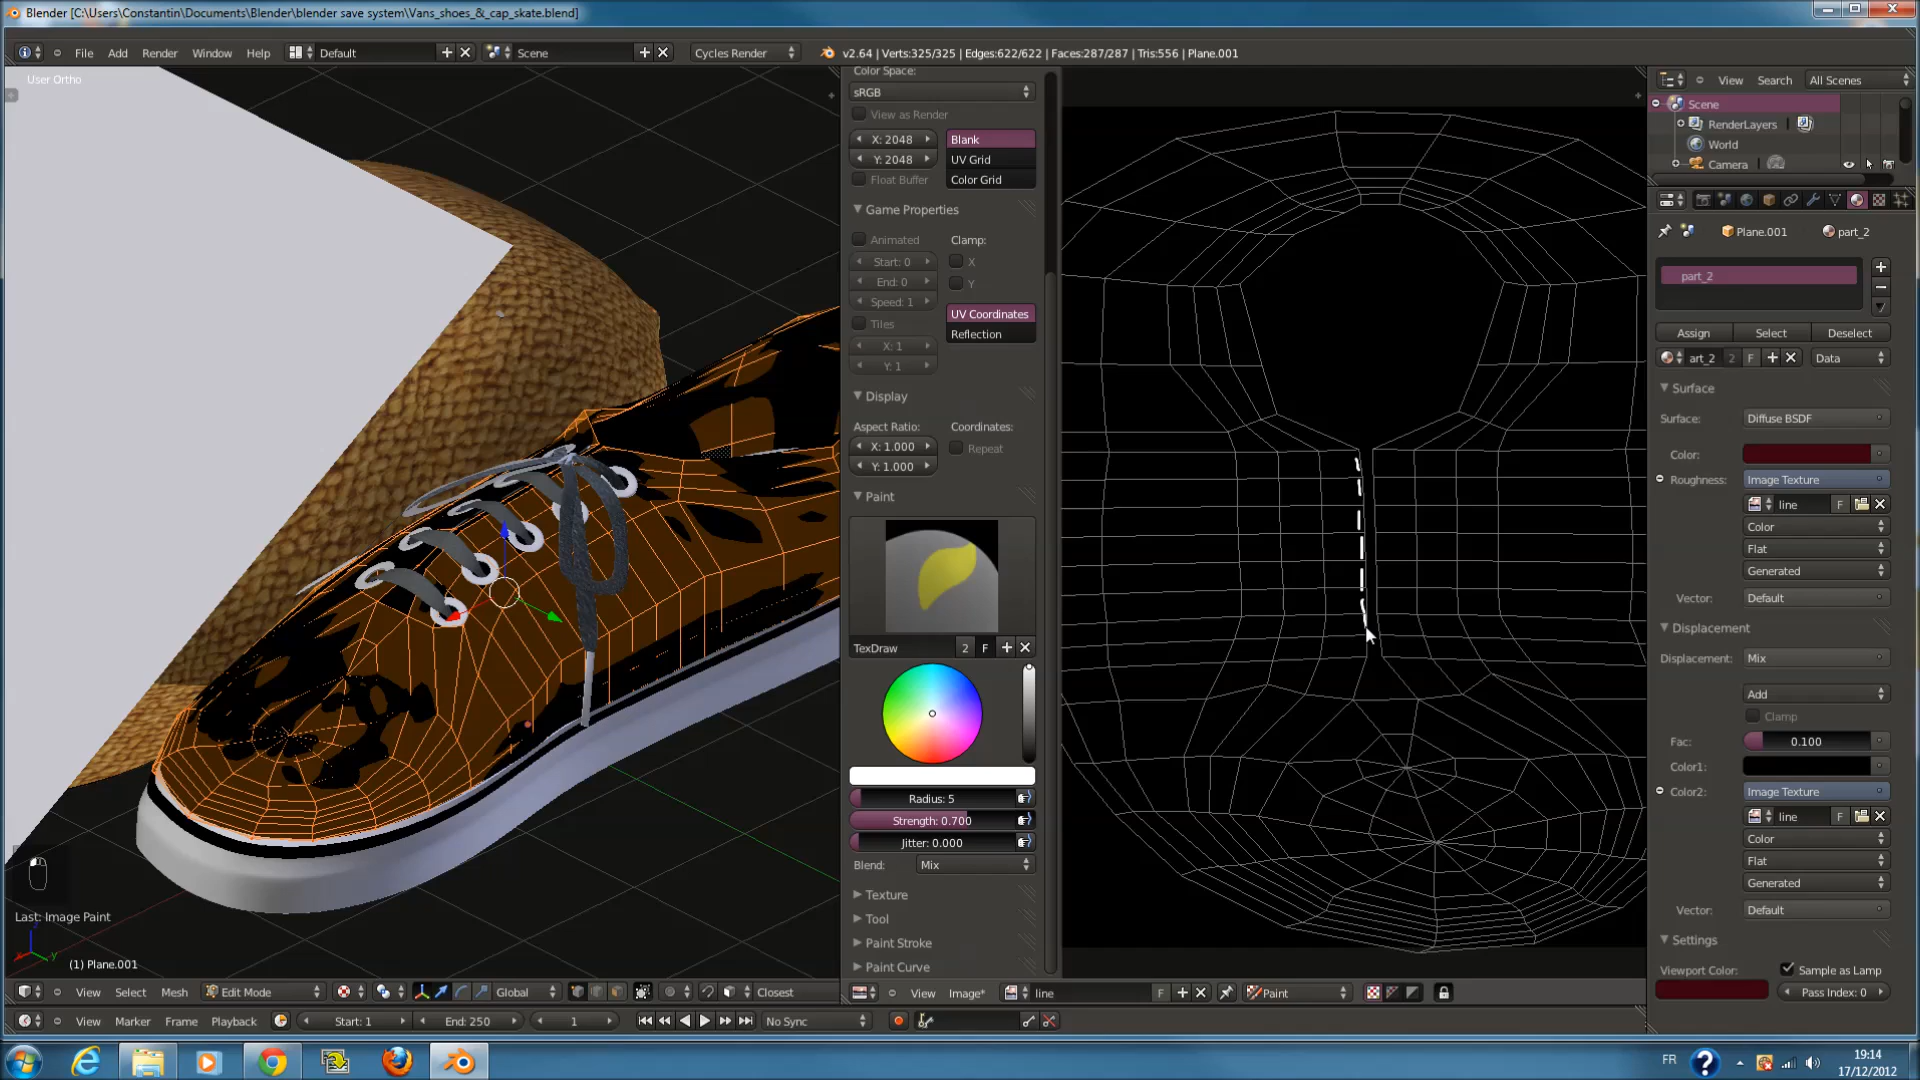 Blender [C:\Users\Constantin\Documents\Blender\blender save system\Vans_shoes_&_cap_skate.blend]
File Add Render Window Help Default Scene Cycles Render v2.64 | Verts:325/325 | Edges:622/622 | Faces:287/287 | Tris:556 | Plane.001
User Ortho
Last: Image Paint
(1) Plane.001
Color Space:
sRGB
View as Render
X: 2048 Blank
Y: 2048 UV Grid
Float Buffer Color Grid
Game Properties
Animated Clamp:
Start: 0 X
End: 0 Y
Speed: 1 UV Coordinates
Tiles Reflection
X: 1
Y: 1
Display
Aspect Ratio: Coordinates:
X: 1.000 Repeat
Y: 1.000
Paint
TexDraw 2 F
Radius: 5
Strength: 0.700
Jitter: 0.000
Blend: Mix
Texture
Tool
Paint Stroke
Paint Curve
View Search All Scenes
Scene
RenderLayers
World
Camera
Plane.001 part_2
part_2
Assign Select Deselect
art_2 2 F Data
Surface
Surface: Diffuse BSDF
Color:
Roughness: Image Texture
line F
Color
Flat
Generated
Vector: Default
Displacement
Displacement: Mix
Add
Clamp
Fac: 0.100
Color1:
Color2: Image Texture
line F
Color
Flat
Generated
Vector: Default
Settings
Viewport Color: Sample as Lamp
Pass Index: 0
View Select Mesh Edit Mode Global Closest
View Image* line F Paint
View Marker Frame Playback Start: 1 End: 250 1 No Sync
FR 19:14
17/12/2012